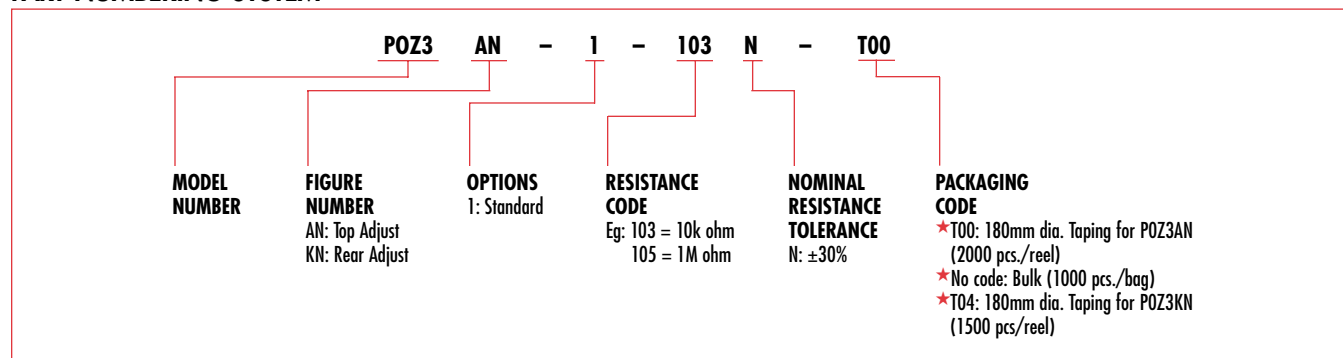 POZ3 AN – 1 – 103 N – T00
MODEL
NUMBER
FIGURE
NUMBER
AN: Top Adjust
KN: Rear Adjust
OPTIONS
1: Standard
RESISTANCE
CODE
Eg: 103 = 10k ohm
105 = 1M ohm
NOMINAL
RESISTANCE
TOLERANCE
N: ±30%
PACKAGING
CODE
★T00: 180mm dia. Taping for POZ3AN
(2000 pcs./reel)
★No code: Bulk (1000 pcs./bag)
★T04: 180mm dia. Taping for POZ3KN
(1500 pcs/reel)